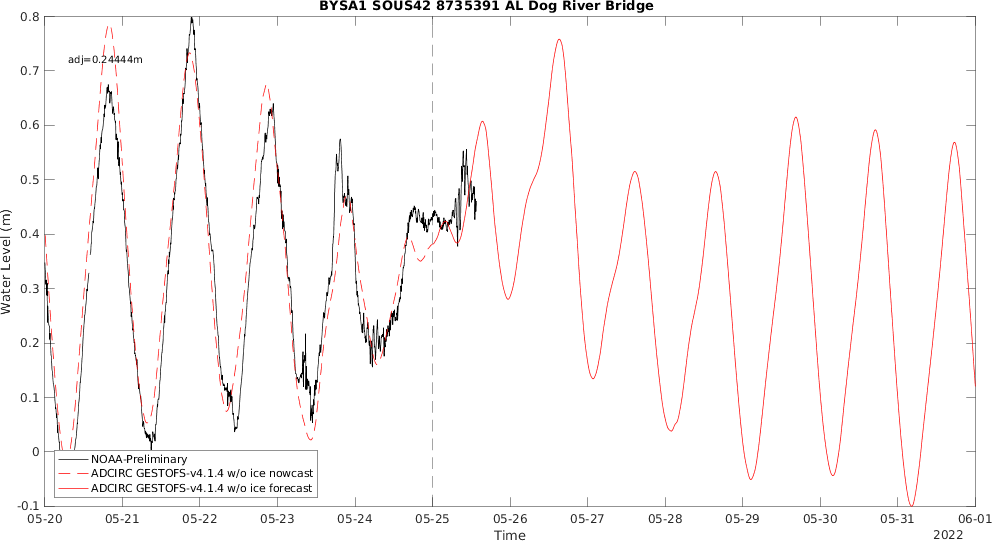 BYSA1 SOUS42 8735391 AL Dog River Bridge
adj=0.24444m
Water Level (m)
0.8
0.7
0.6
0.5
0.4
0.3
0.2
0.1
0
-0.1
NOAA-Preliminary
ADCIRC GESTOFS-v4.1.4 w/o ice nowcast
ADCIRC GESTOFS-v4.1.4 w/o ice forecast
05-20 05-21 05-22 05-23 05-24 05-25 05-26 05-27 05-28 05-29 05-30 05-31 06-01
Time
2022